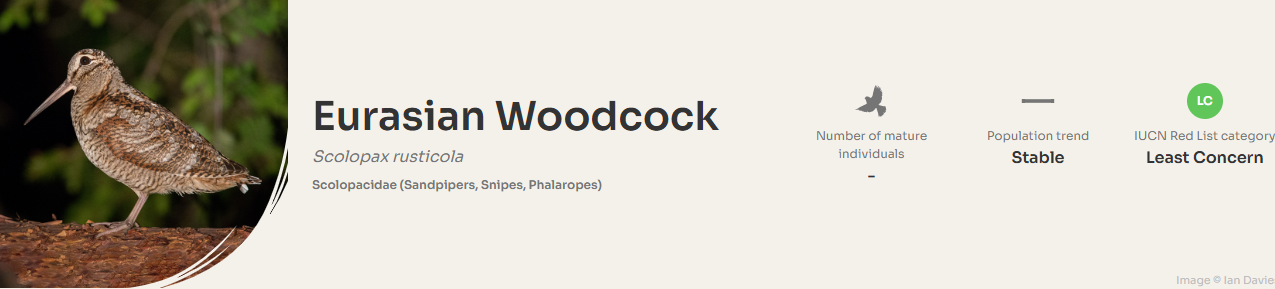 Eurasian Woodcock
Scolopax rusticola
Scolopacidae (Sandpipers, Snipes, Phalaropes)
Number of mature
individuals
-
Population trend
Stable
LC
IUCN Red List category
Least Concern
Image © Ian Davie